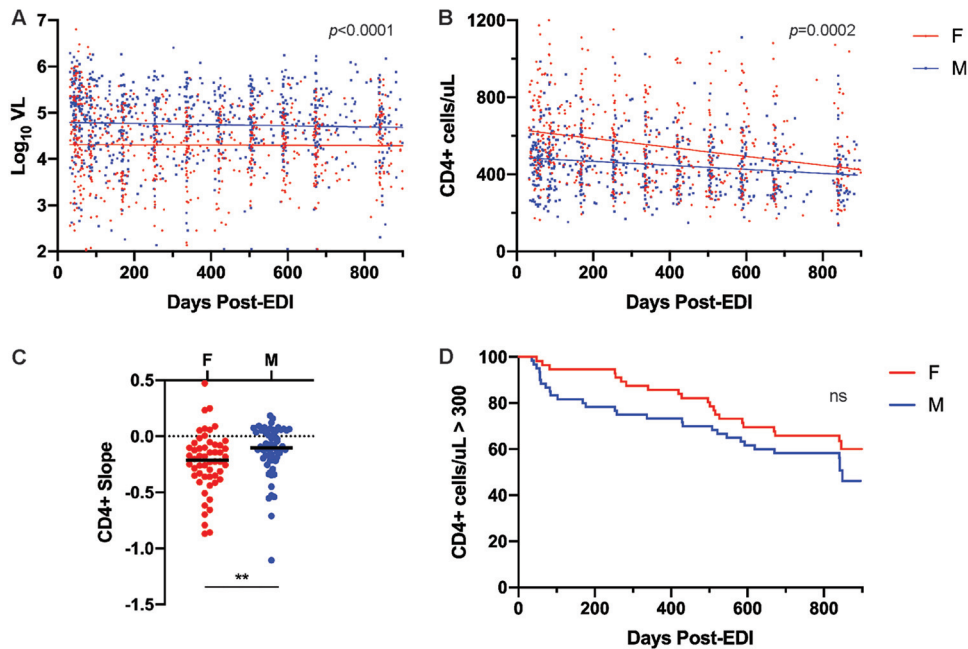 A
p<0.0001
Log10 VL
7
6
5
4
3
2
0 200 400 600 800
Days Post-EDI
B
p=0.0002
CD4+ cells/uL
1200
800
400
0
0 200 400 600 800
Days Post-EDI
F
M
C
F M
CD4+ Slope
0.5
0.0
-0.5
-1.0
-1.5
**
D
CD4+ cells/uL > 300
100
80
60
40
20
0
0 200 400 600 800
Days Post-EDI
ns
F
M